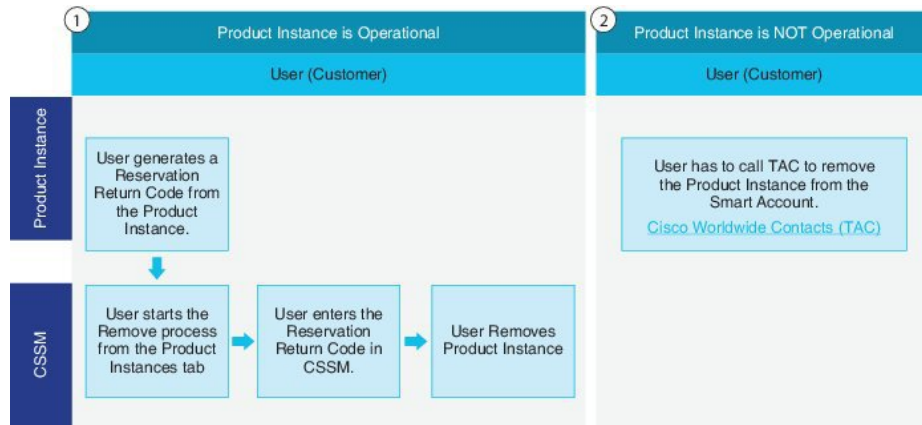 1
Product Instance is Operational
User (Customer)
2
Product Instance is NOT Operational
User (Customer)
Product Instance
User generates a
Reservation
Return Code from
the Product
Instance.
User has to call TAC to remove
the Product Instance from the
Smart Account.
Cisco Worldwide Contacts (TAC)
CSSM
User starts the
Remove process
from the Product
Instances tab
User enters the
Reservation
Return Code in
CSSM.
User Removes
Product Instance